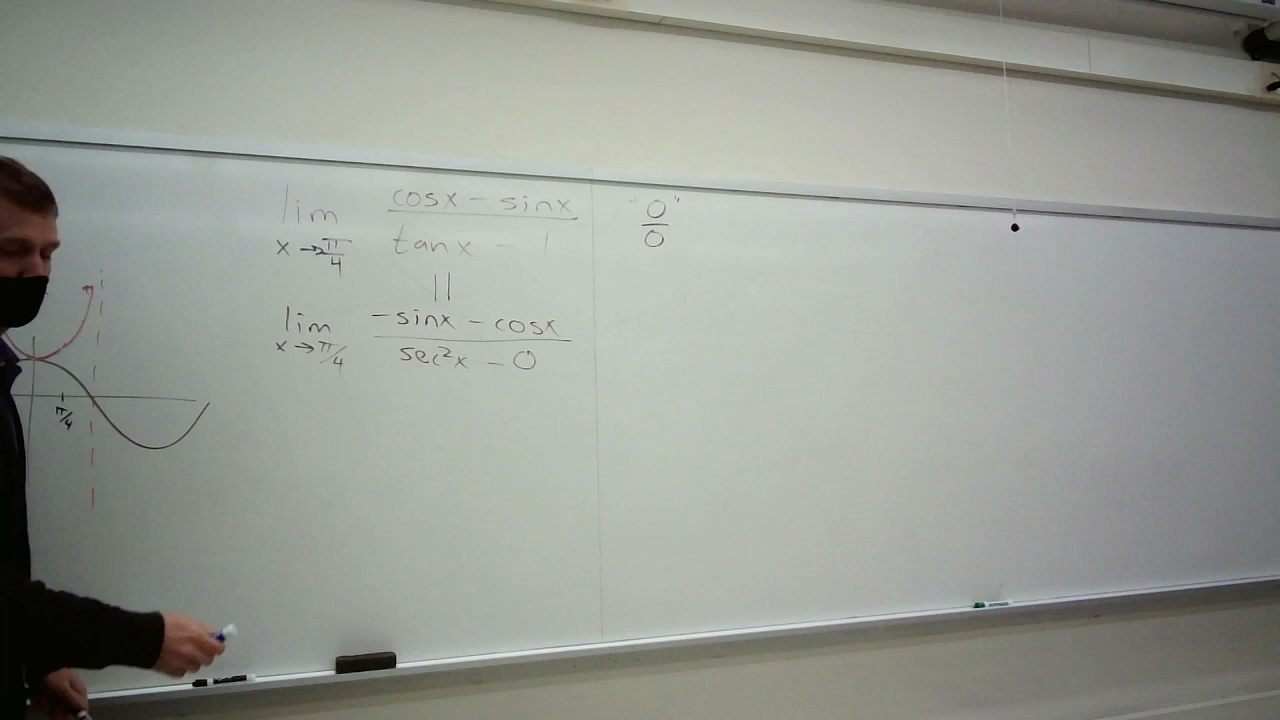 lim cosx - sinx "0"
x→π/4 tanx - 1 0
||
lim -sinx - cosx
x→π/4 sec²x - 0
π/4